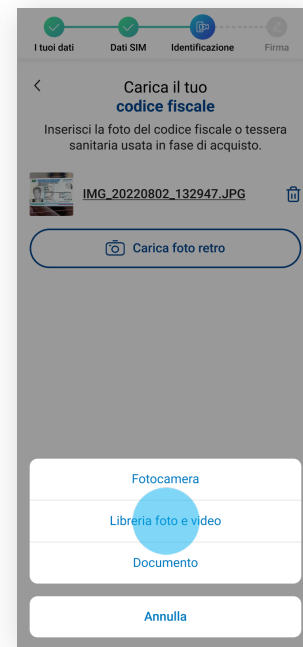 I tuoi dati Dati SIM Identificazione Firma
Carica il tuo
codice fiscale
Inserisci la foto del codice fiscale o tessera
sanitaria usata in fase di acquisto.
IMG_20220802_132947.JPG
Carica foto retro
Fotocamera
Libreria foto e video
Documento
Annulla